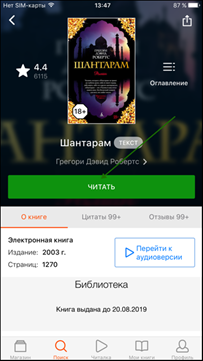 Нет SIM-карты 13:47 87 %
ГРЕГОРИ ДЭВИД
РОБЕРТС
ШАНТАРАМ
18+
4.4
6115
Оглавление
Шантарам ТЕКСТ
Грегори Дэвид Робертс
ЧИТАТЬ
О книге Цитаты 99+ Отзывы 99+
Электронная книга
Издание: 2003 г.
Страниц: 1270
Перейти к
аудиоверсии
Библиотека
Книга выдана до 20.08.2019
Магазин Поиск Читалка Мои книги Профиль